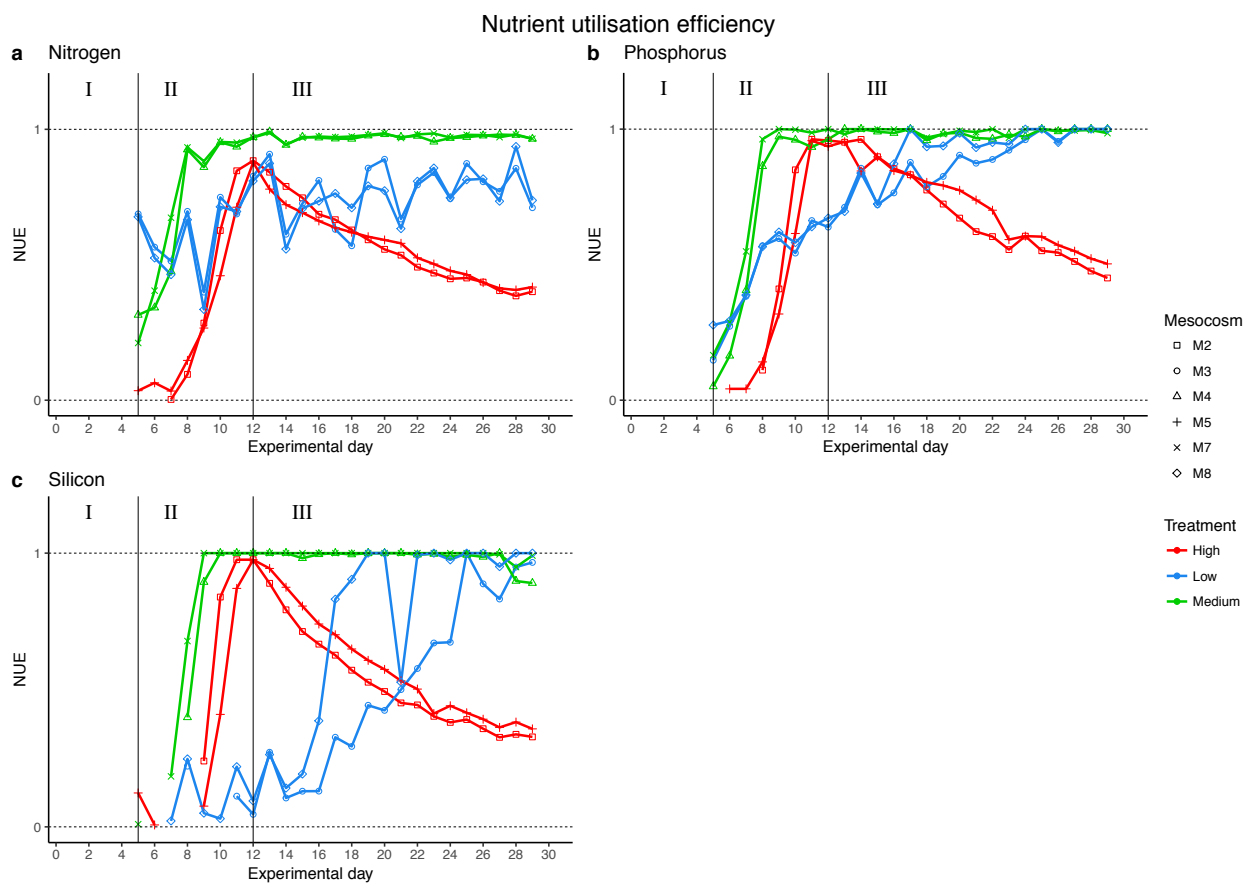 Nutrient utilisation efficiency
a Nitrogen
I II III
1
0
NUE
0 2 4 6 8 10 12 14 16 18 20 22 24 26 28 30
Experimental day
b Phosphorus
I II III
1
0
NUE
0 2 4 6 8 10 12 14 16 18 20 22 24 26 28 30
Experimental day
c Silicon
I II III
1
0
NUE
0 2 4 6 8 10 12 14 16 18 20 22 24 26 28 30
Experimental day
Mesocosm
M2
M3
M4
M5
M7
M8
Treatment
High
Low
Medium